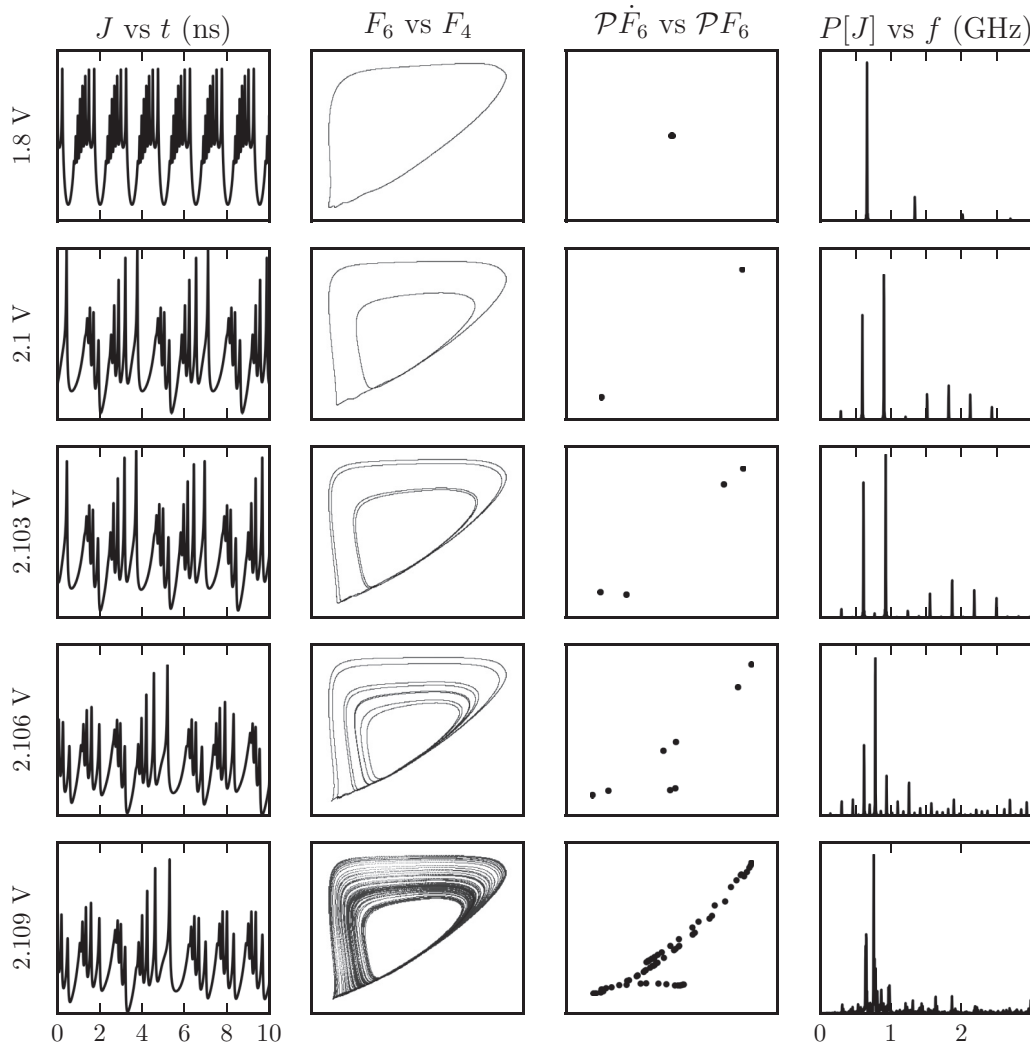 J vs t (ns)
F₆ vs F₄
𝒫Ḟ₆ vs 𝒫F₆
P[J] vs f (GHz)
1.8 V
2.1 V
2.103 V
2.106 V
2.109 V
0 2 4 6 8 10
0 1 2